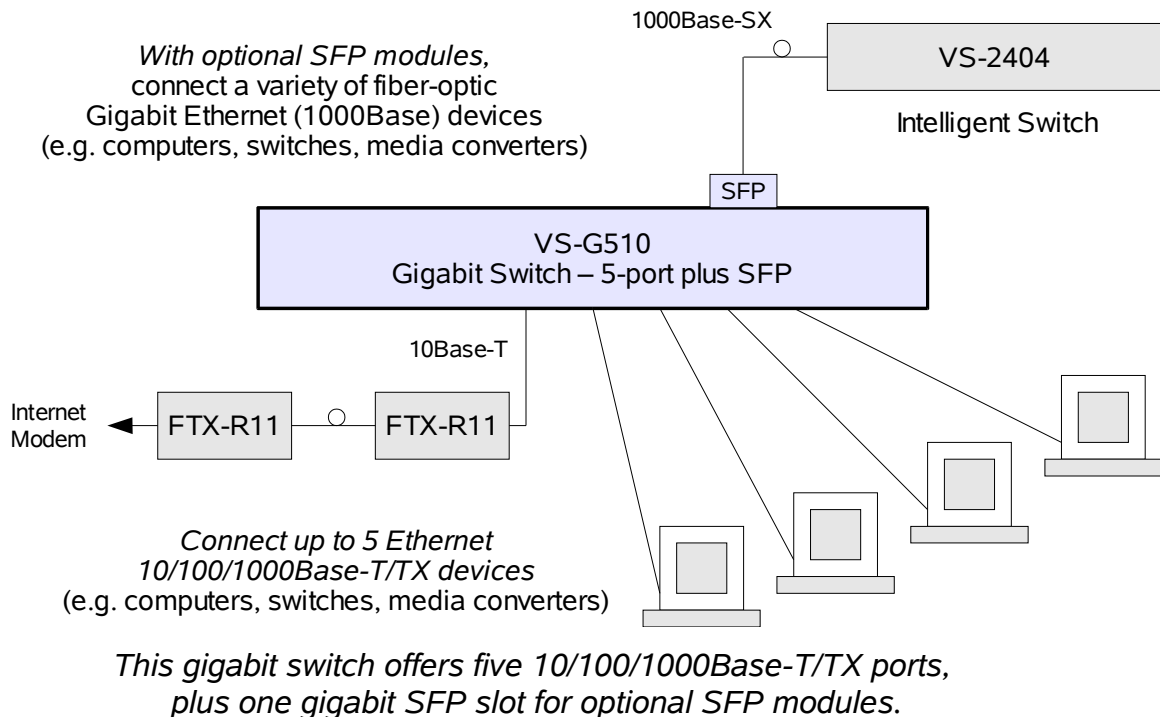 1000Base-SX
With optional SFP modules,
connect a variety of fiber-optic
Gigabit Ethernet (1000Base) devices
(e.g. computers, switches, media converters)
VS-2404
Intelligent Switch
SFP
VS-G510
Gigabit Switch – 5-port plus SFP
10Base-T
Internet
Modem
FTX-R11
FTX-R11
Connect up to 5 Ethernet
10/100/1000Base-T/TX devices
(e.g. computers, switches, media converters)
This gigabit switch offers five 10/100/1000Base-T/TX ports,
plus one gigabit SFP slot for optional SFP modules.